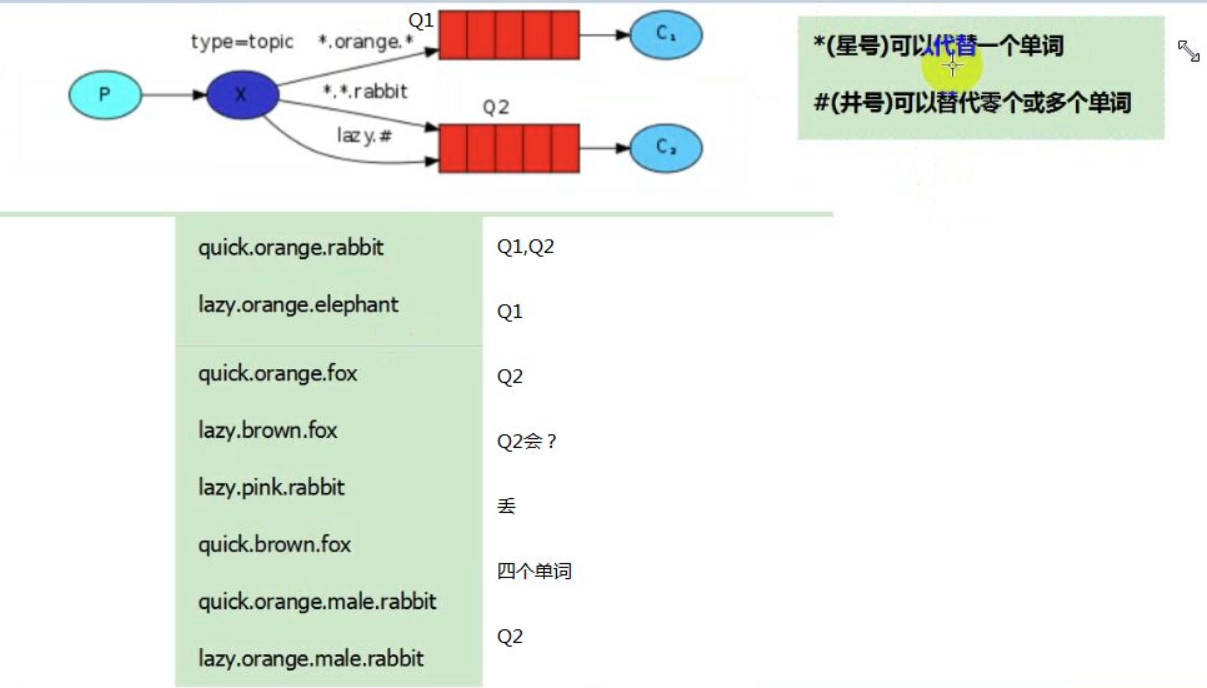 Q1
type=topic *.orange.*
P
X
C₁
*.*.rabbit
Q2
lazy.#
C₂
*(星号)可以代替一个单词
#(井号)可以替代零个或多个单词
quick.orange.rabbit
Q1,Q2
lazy.orange.elephant
Q1
quick.orange.fox
Q2
lazy.brown.fox
Q2会？
lazy.pink.rabbit
丢
quick.brown.fox
四个单词
quick.orange.male.rabbit
Q2
lazy.orange.male.rabbit